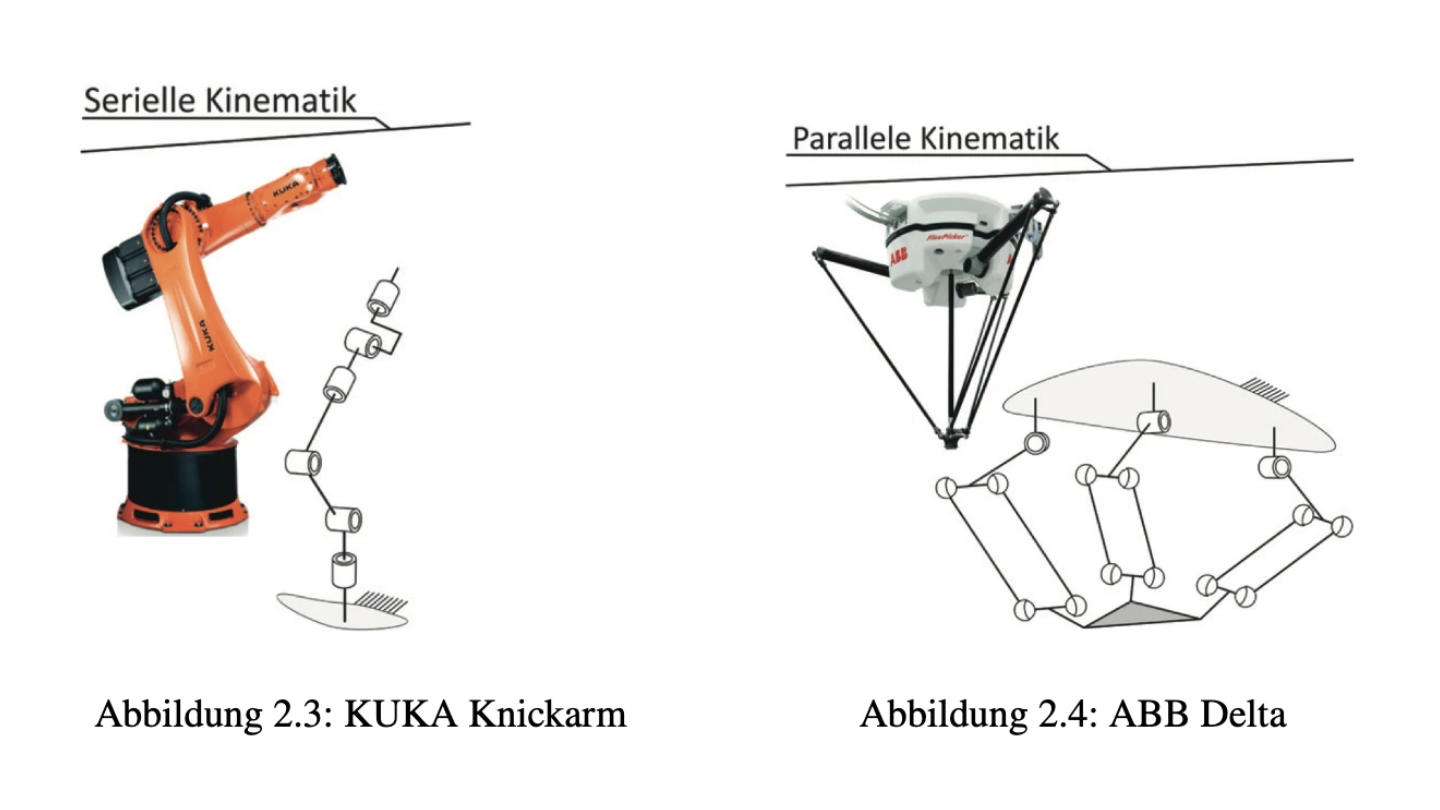 Serielle Kinematik
KUKA
KUKA
Abbildung 2.3: KUKA Knickarm
Parallele Kinematik
ABB
FlexPicker
Abbildung 2.4: ABB Delta